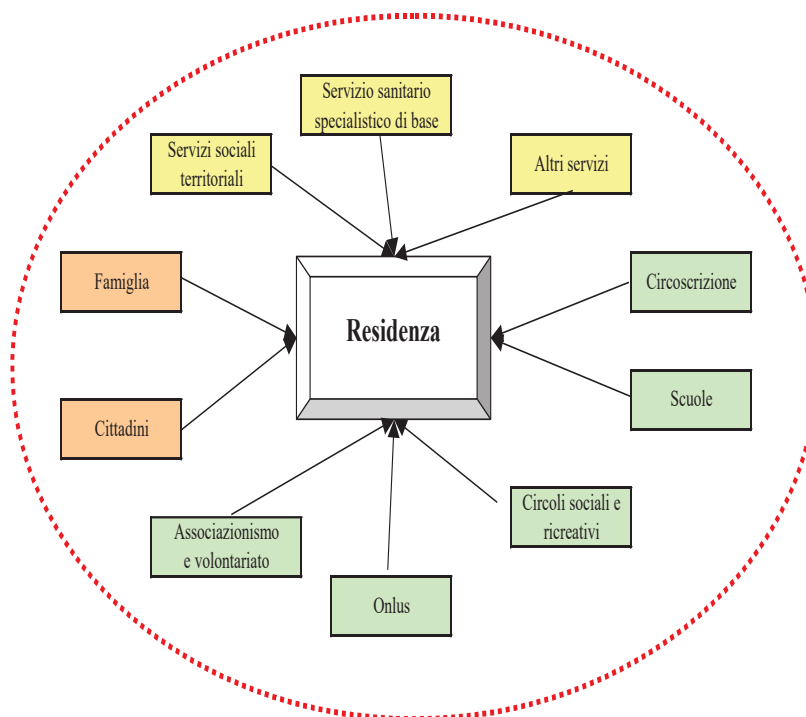 Servizio sanitario
specialistico di base
Servizi sociali
territoriali
Altri servizi
Famiglia
Circoscrizione
Residenza
Cittadini
Scuole
Associazionismo
e volontariato
Circoli sociali e
ricreativi
Onlus